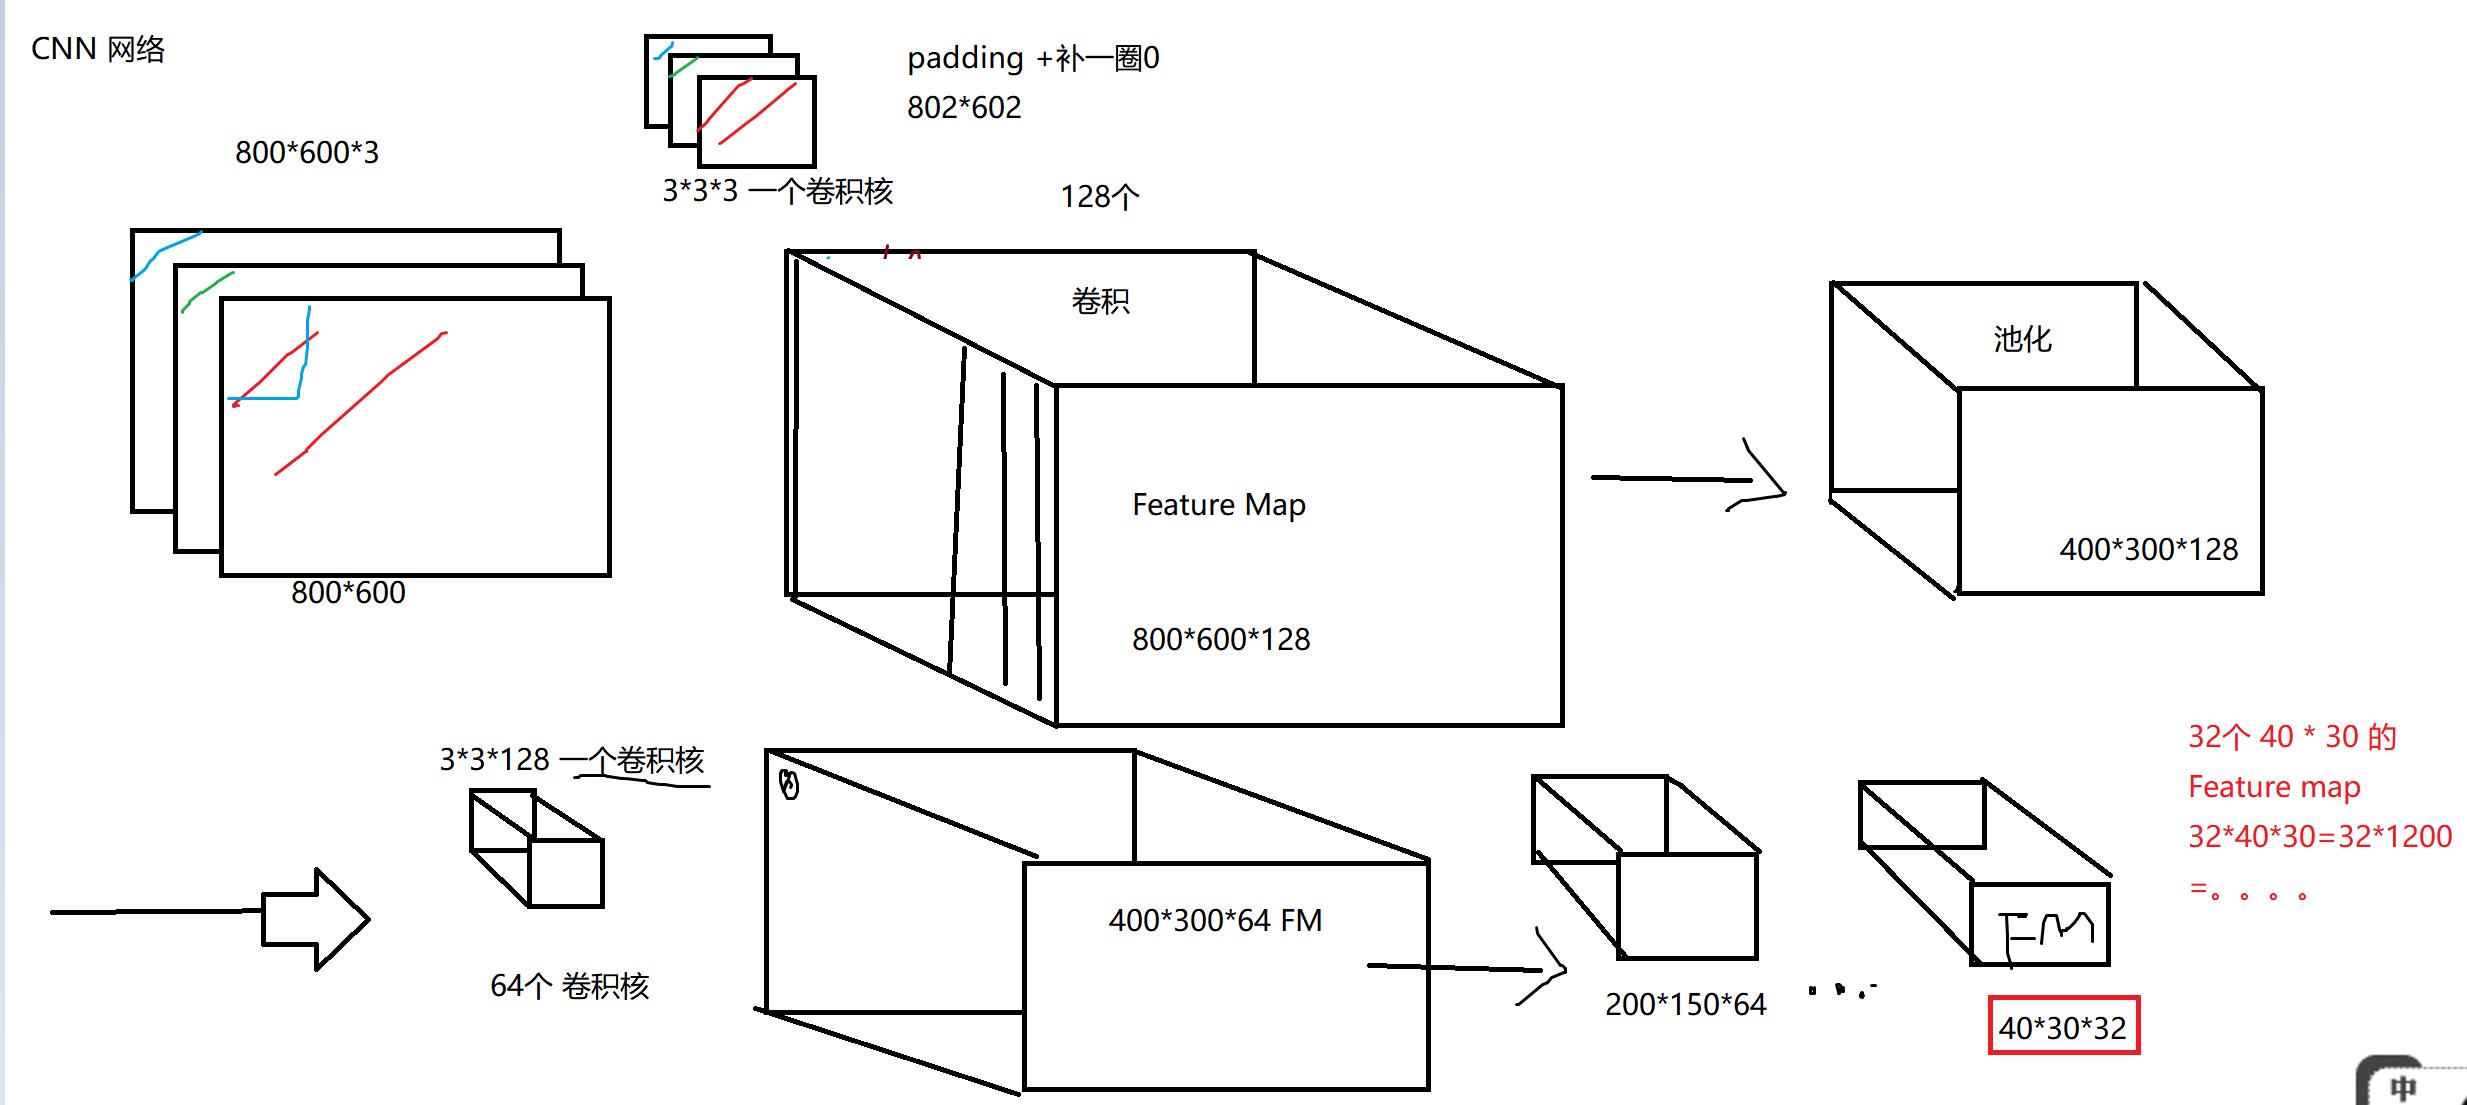 CNN 网络
padding +补一圈0
802*602
800*600*3
3*3*3 一个卷积核
128个
卷积
池化
Feature Map
400*300*128
800*600
800*600*128
32个 40 * 30 的
Feature map
32*40*30=32*1200
=。。。。
3*3*128 一个卷积核
400*300*64 FM
FM
64个 卷积核
200*150*64
40*30*32
中